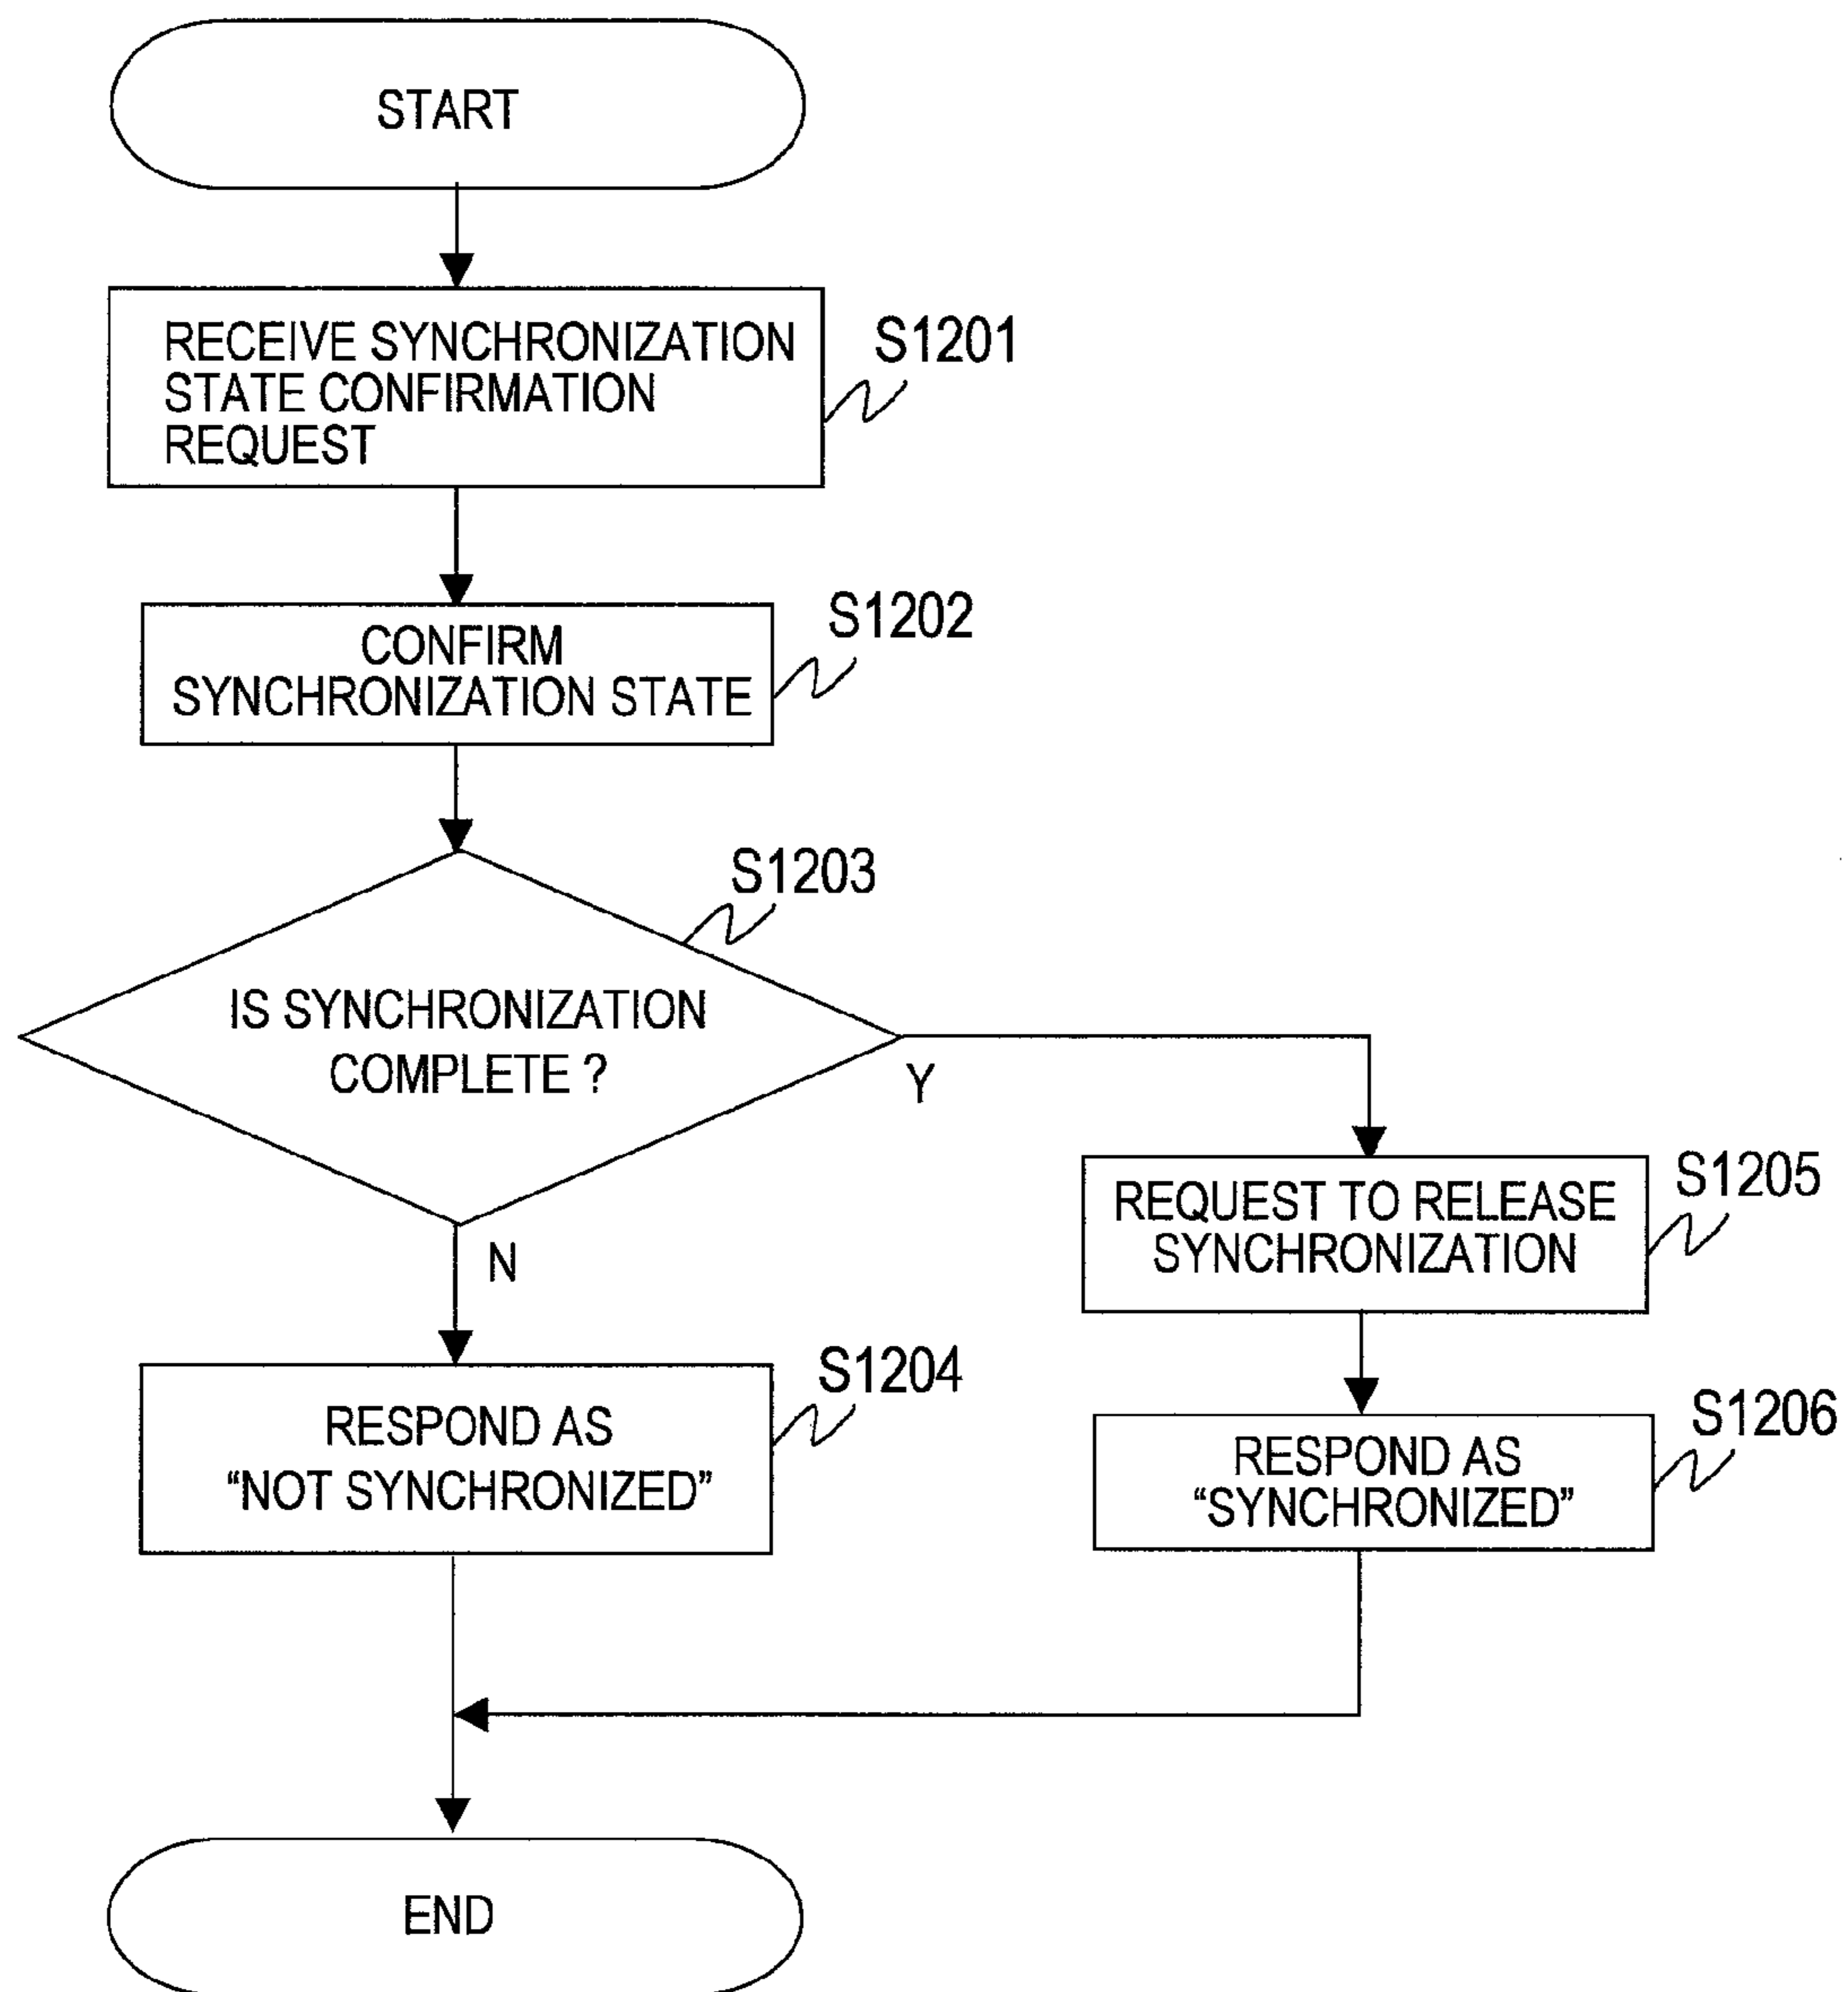 START
RECEIVE SYNCHRONIZATION
STATE CONFIRMATION
REQUEST
S1201
CONFIRM
SYNCHRONIZATION STATE
S1202
IS SYNCHRONIZATION
COMPLETE ?
S1203
Y
N
REQUEST TO RELEASE
SYNCHRONIZATION
S1205
RESPOND AS
“NOT SYNCHRONIZED”
S1204
RESPOND AS
“SYNCHRONIZED”
S1206
END